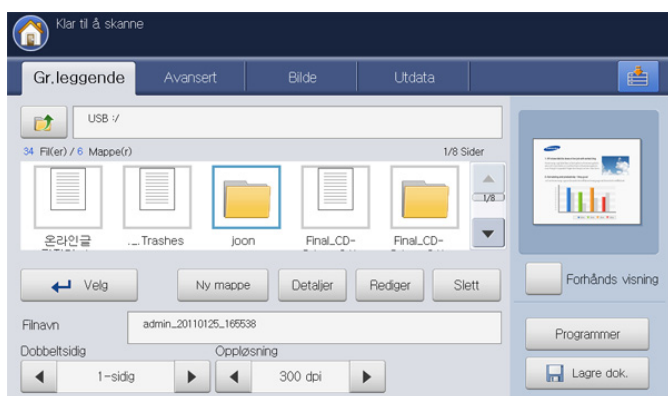 Klar til å skanne
Gr.leggende Avansert Bilde Utdata
USB :/
34 Fil(er) / 6 Mappe(r) 1/8 Sider
1/8
온라인글 ._.Trashes joon Final_CD- Final_CD-
Velg Ny mappe Detaljer Rediger Slett
Forhånds visning
Filnavn admin_20110125_165538
Programmer
Dobbeltsidig Oppløsning
1-sidig 300 dpi
Lagre dok.